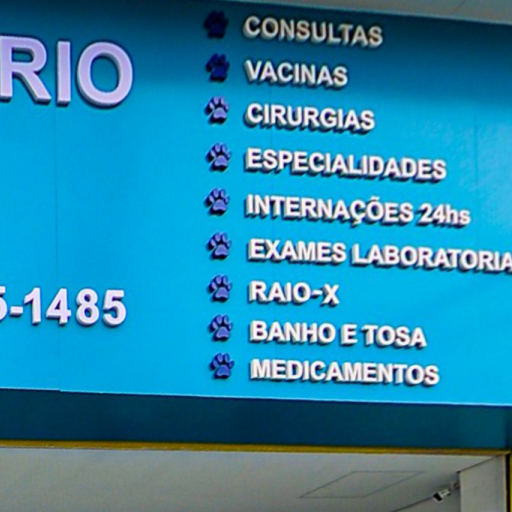 RIO
5-1485
CONSULTAS
VACINAS
CIRURGIAS
ESPECIALIDADES
INTERNAÇÕES 24hs
EXAMES LABORATORIA
RAIO-X
BANHO E TOSA
MEDICAMENTOS